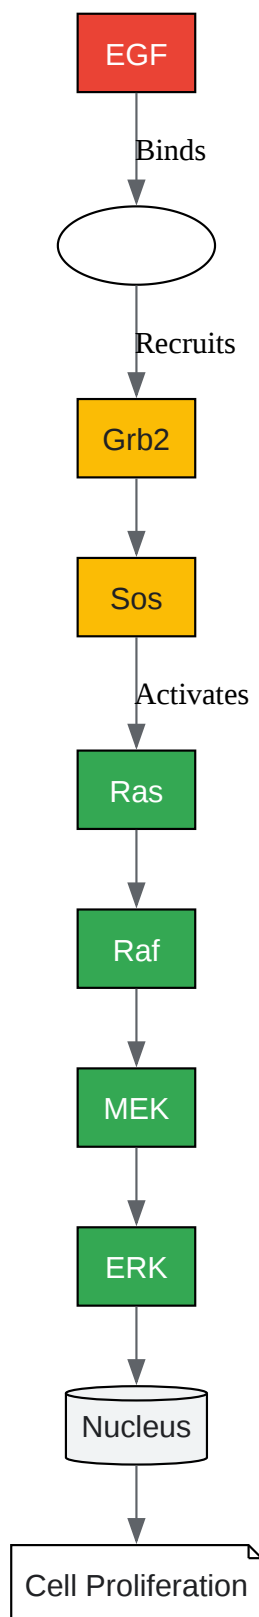 EGF
Binds
Recruits
Grb2
Sos
Activates
Ras
Raf
MEK
ERK
Nucleus
Cell Proliferation